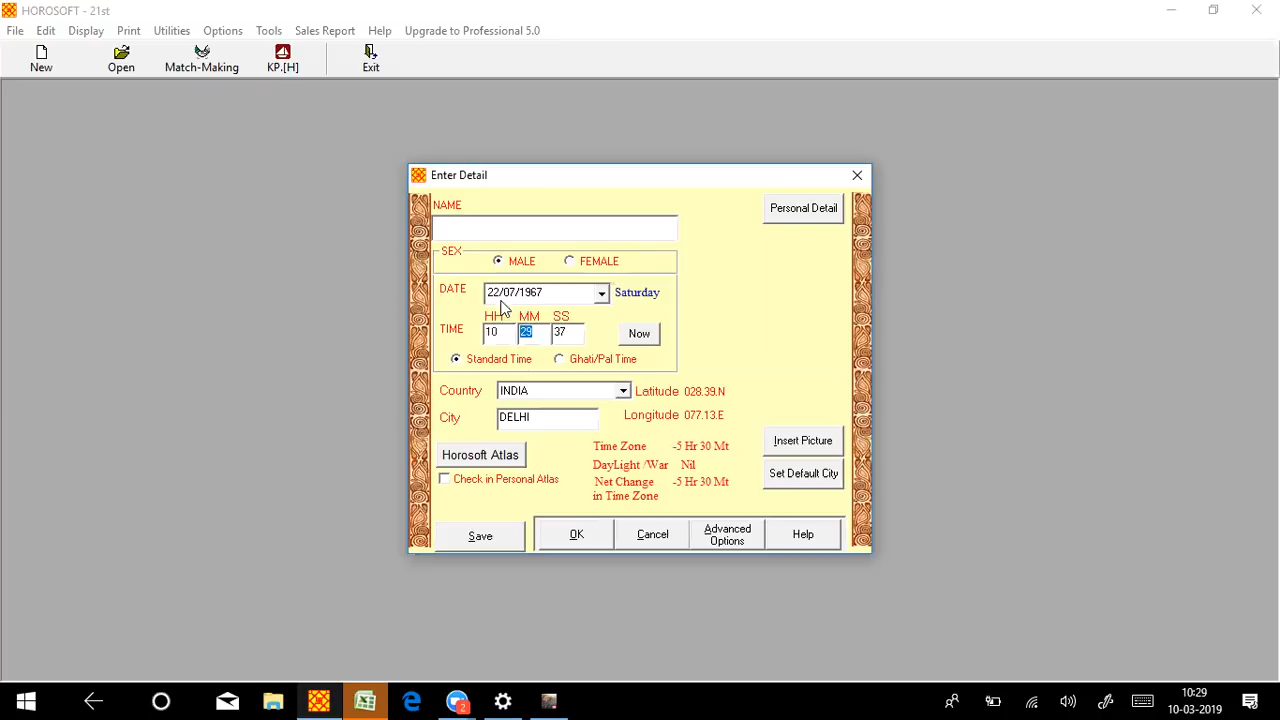 HOROSOFT - 21st
File Edit Display Print Utilities Options Tools Sales Report Help Upgrade to Professional 5.0
New Open Match-Making KP.[H] Exit
Enter Detail
NAME
Personal Detail
SEX
MALE FEMALE
DATE 22/07/1967 Saturday
HH MM SS
TIME 10 29 37 Now
Standard Time Ghati/Pal Time
Country INDIA Latitude 028.39.N
City DELHI Longitude 077.13.E
Insert Picture
Horosoft Atlas Time Zone -5 Hr 30 Mt
DayLight /War Nil
Set Default City
Check in Personal Atlas Net Change -5 Hr 30 Mt
in Time Zone
Save OK Cancel Advanced Options Help
2
10:29
10-03-2019